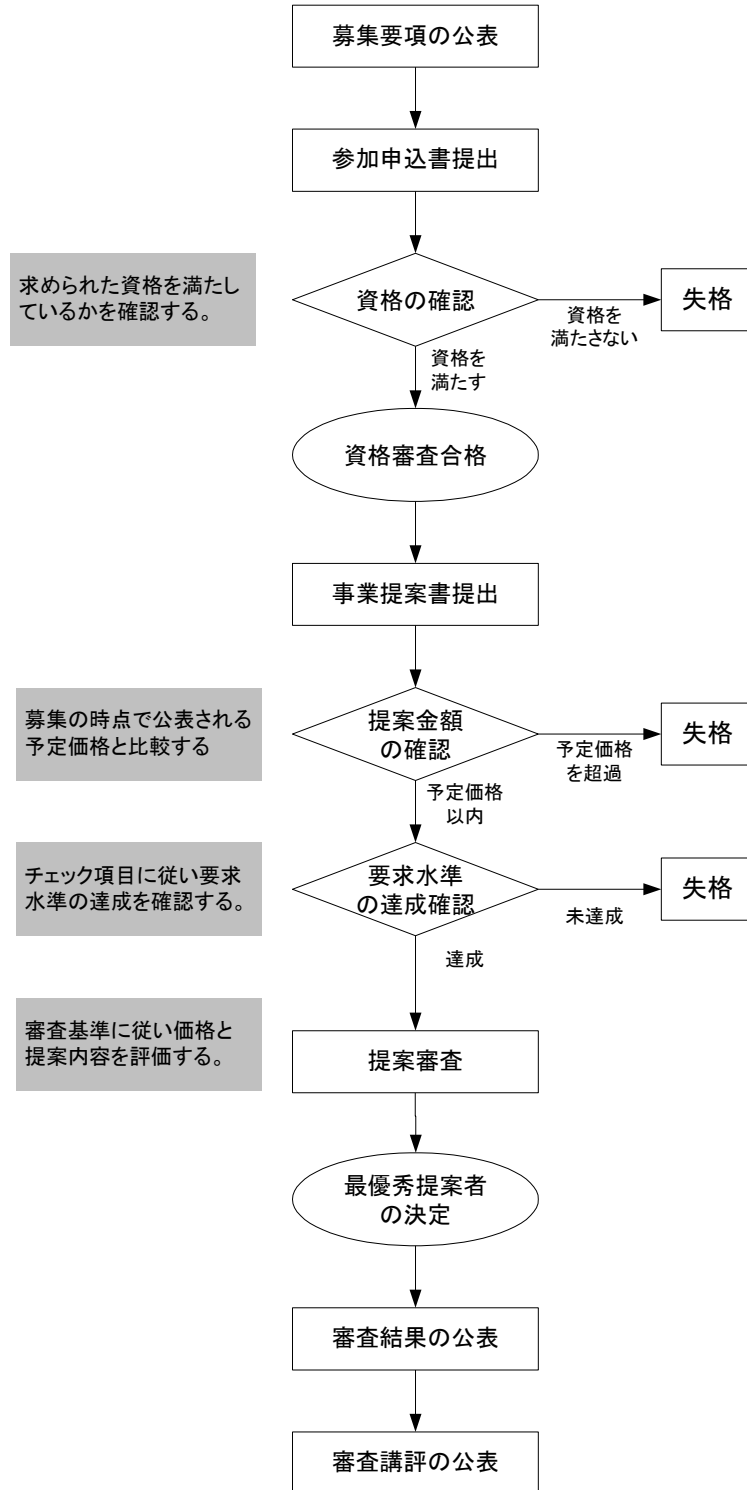 募集要項の公表
参加申込書提出
求められた資格を満たし
ているかを確認する。
資格の確認
失格
資格を
満たさない
資格を
満たす
資格審査合格
事業提案書提出
募集の時点で公表される
予定価格と比較する
提案金額
の確認
失格
予定価格
を超過
予定価格
以内
チェック項目に従い要求
水準の達成を確認する。
要求水準
の達成確認
失格
未達成
達成
審査基準に従い価格と
提案内容を評価する。
提案審査
最優秀提案者
の決定
審査結果の公表
審査講評の公表